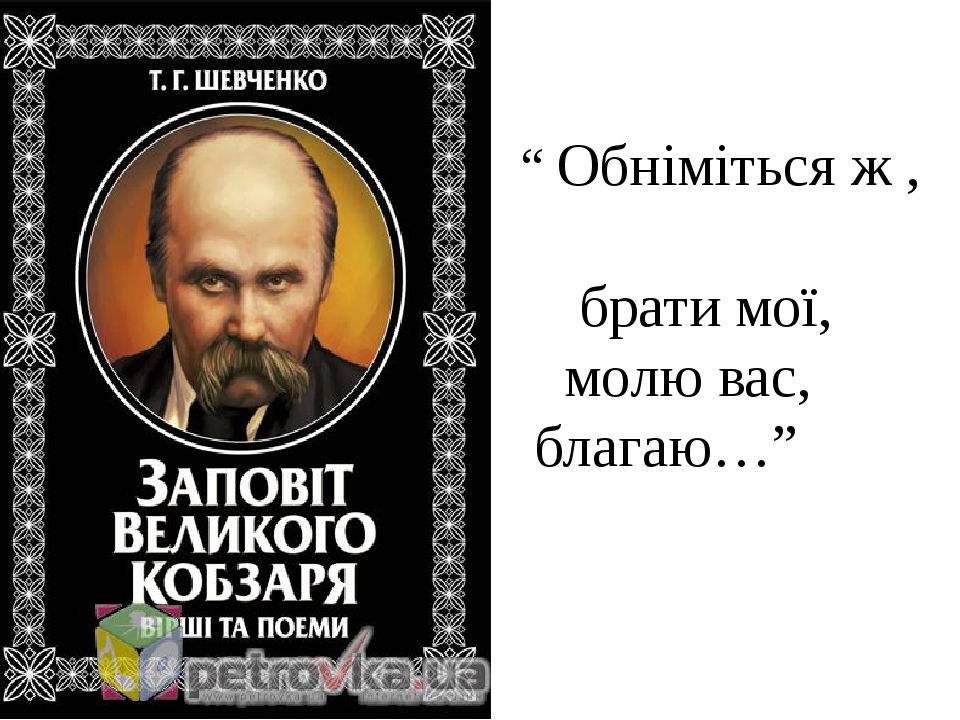 Т. Г. ШЕВЧЕНКО
ЗАПОВІТ
ВЕЛИКОГО
КОБЗАРЯ
ВІРШІ ТА ПОЕМИ
petrovka.ua
“ Обніміться ж ,
брати мої,
молю вас,
благаю…”